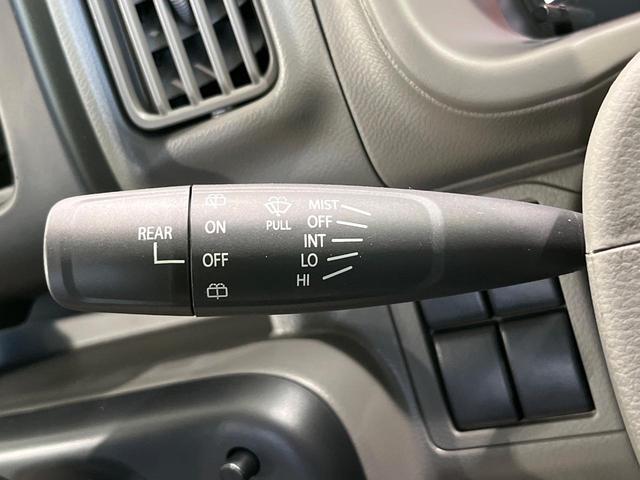 REAR
ON
OFF
PULL
MIST
OFF
INT
LO
HI